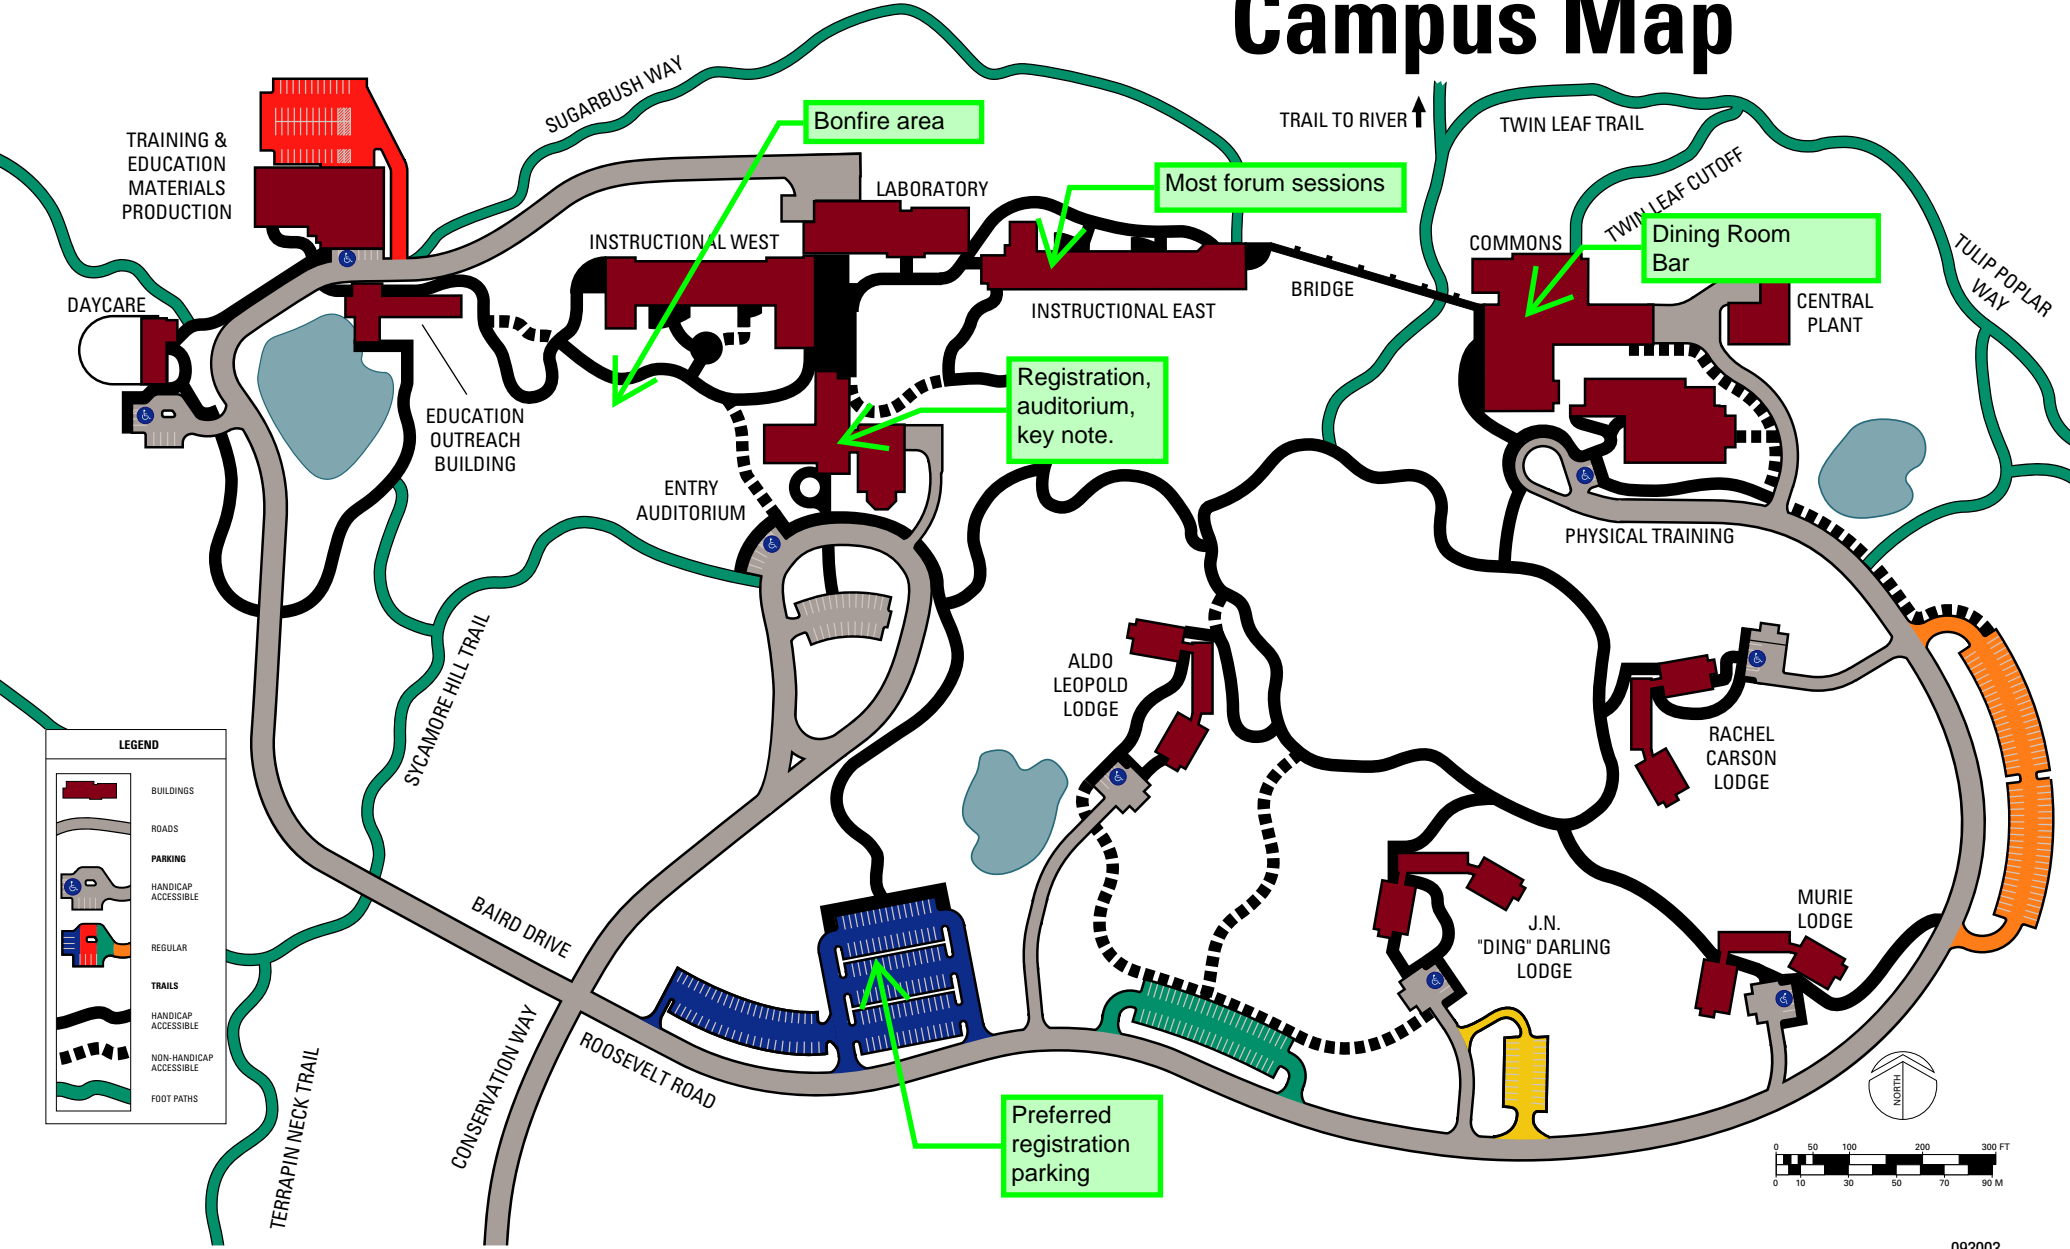 Campus Map
SUGARBUSH WAY
Bonfire area
TRAIL TO RIVER
TWIN LEAF TRAIL
TRAINING &
EDUCATION
MATERIALS
PRODUCTION
LABORATORY
Most forum sessions
TWIN LEAF CUTOFF
INSTRUCTIONAL WEST
COMMONS
Dining Room
Bar
TULIP POPLAR
WAY
DAYCARE
BRIDGE
INSTRUCTIONAL EAST
CENTRAL
PLANT
EDUCATION
OUTREACH
BUILDING
Registration,
auditorium,
key note.
ENTRY
AUDITORIUM
PHYSICAL TRAINING
SYCAMORE HILL TRAIL
ALDO
LEOPOLD
LODGE
RACHEL
CARSON
LODGE
LEGEND
BUILDINGS
ROADS
PARKING
HANDICAP
ACCESSIBLE
REGULAR
TRAILS
HANDICAP
ACCESSIBLE
NON-HANDICAP
ACCESSIBLE
FOOT PATHS
BAIRD DRIVE
J.N.
"DING" DARLING
LODGE
MURIE
LODGE
CONSERVATION WAY
ROOSEVELT ROAD
TERRAPIN NECK TRAIL
Preferred
registration
parking
NORTH
0 50 100 200 300 FT
0 10 30 50 70 90 M
092003